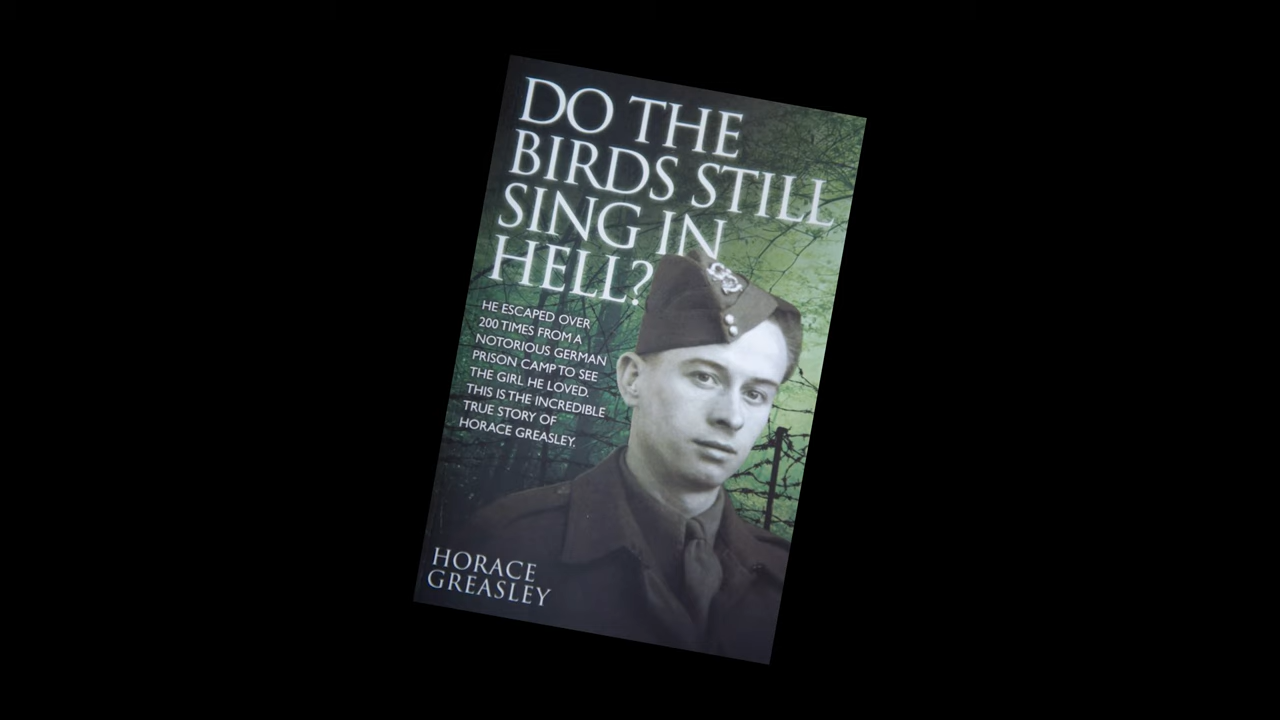 DO THE
BIRDS STILL
SING IN
HELL?
HE ESCAPED OVER
200 TIMES FROM A
NOTORIOUS GERMAN
PRISON CAMP TO SEE
THE GIRL HE LOVED.
THIS IS THE INCREDIBLE
TRUE STORY OF
HORACE GREASLEY.
HORACE
GREASLEY